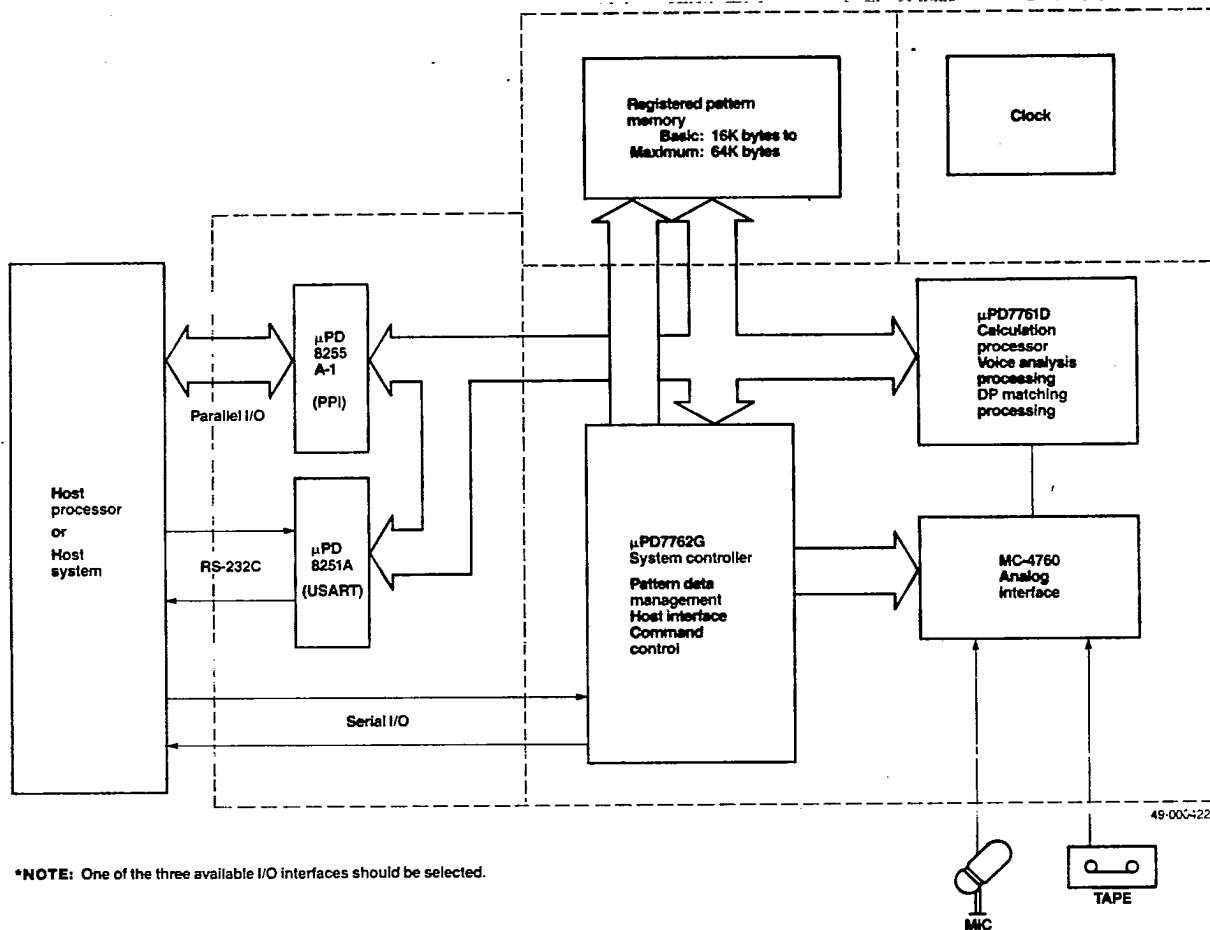 Registered pattern
memory
Basic: 16K bytes to
Maximum: 64K bytes
Clock
µPD
8255
A-1
(PPI)
Parallel I/O
µPD7761D
Calculation
processor
Voice analysis
processing
DP matching
processing
Host
processor
or
Host
system
RS-232C
µPD
8251A
(USART)
µPD7762G
System controller
Pattern data
management
Host interface
Command
control
MC-4760
Analog
interface
Serial I/O
*NOTE: One of the three available I/O interfaces should be selected.
MIC
TAPE